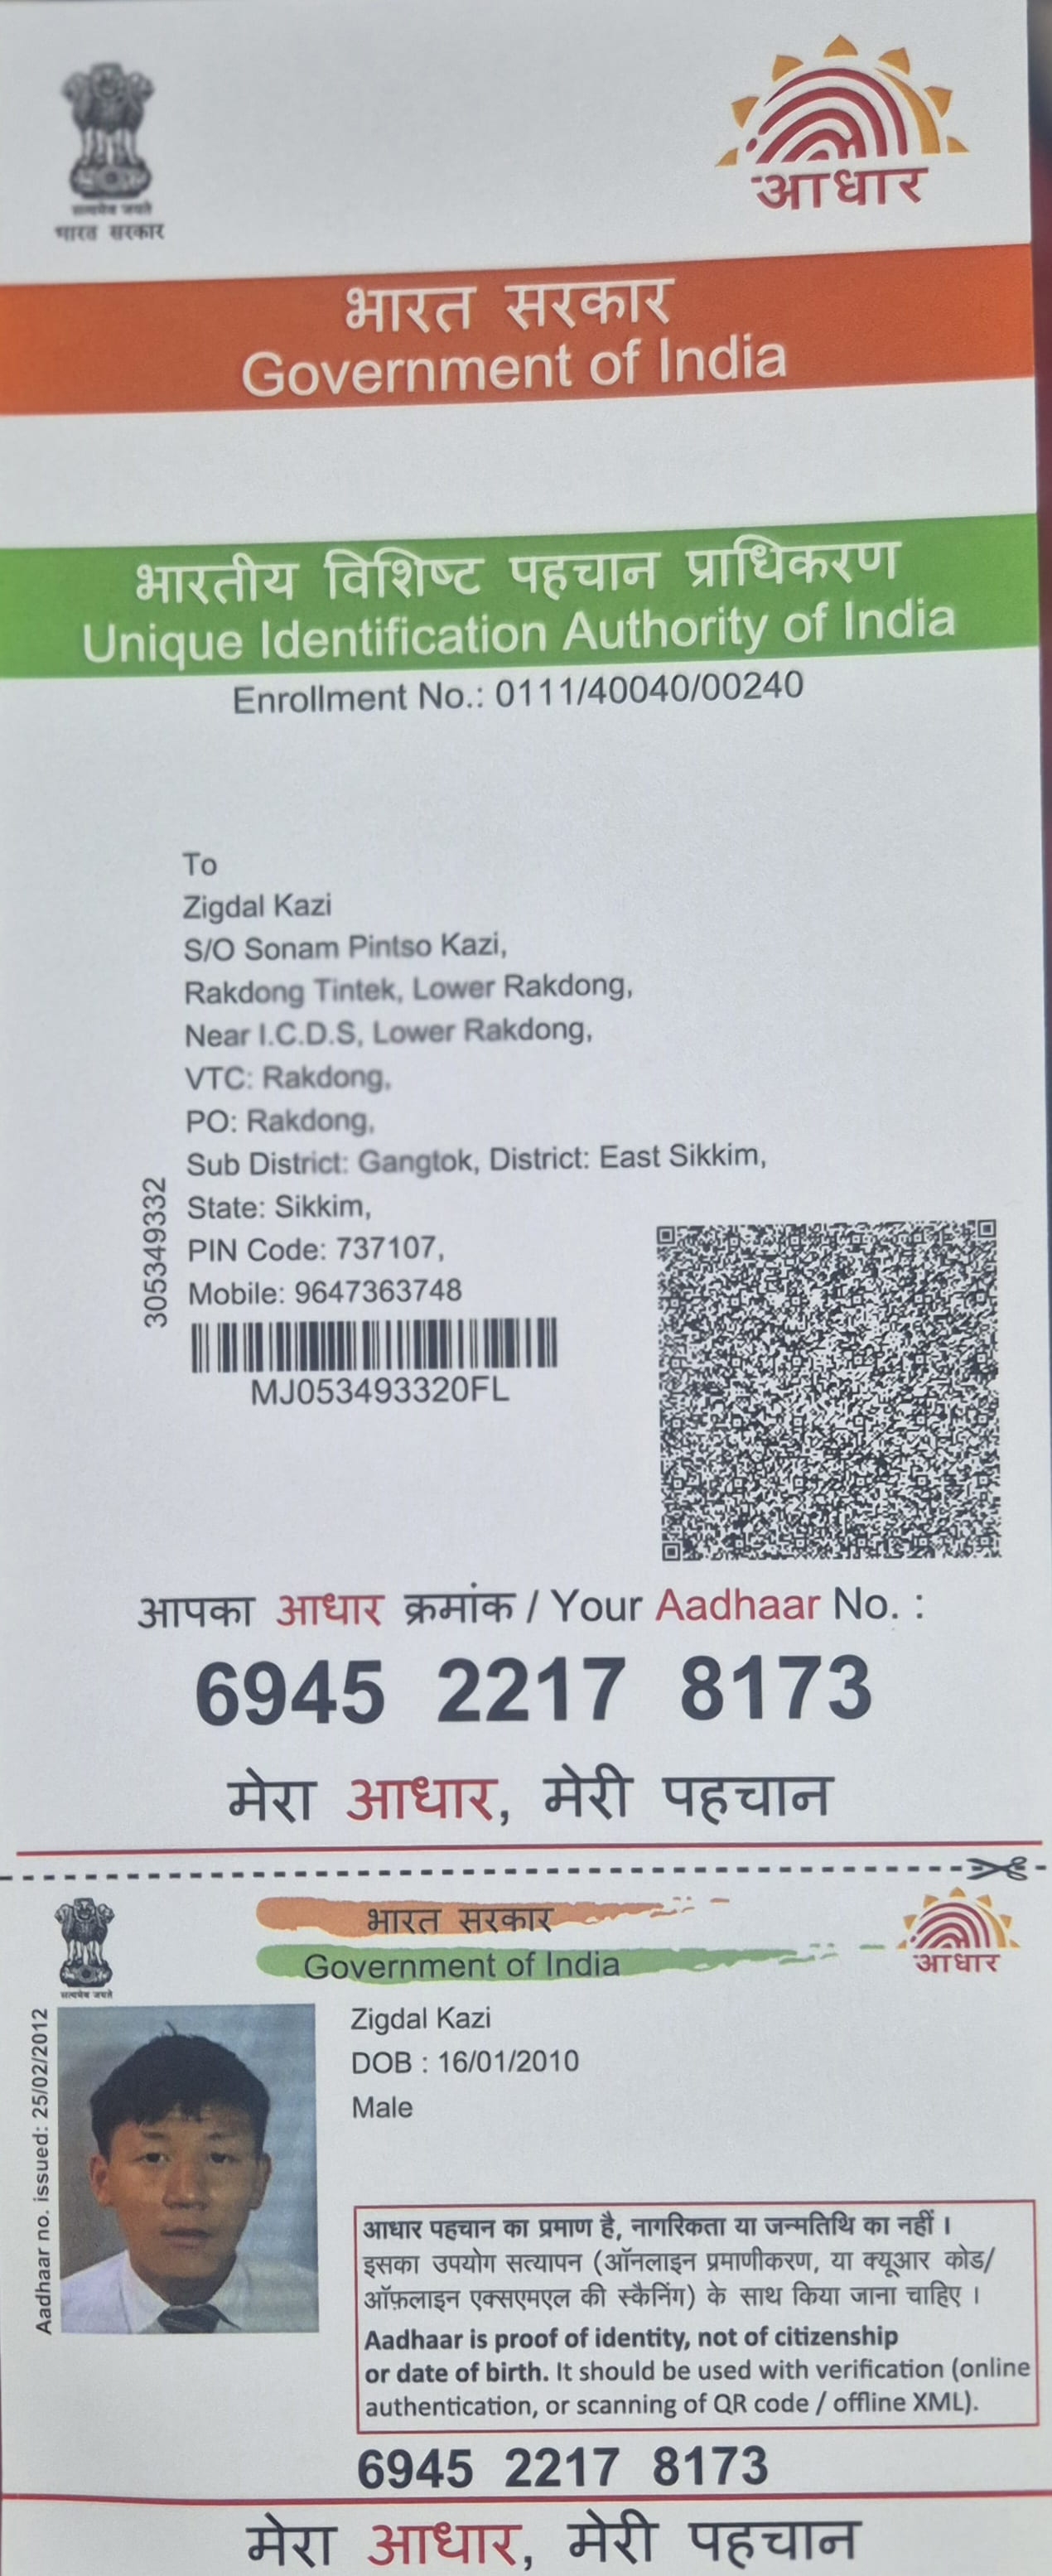 सत्यमेव जयते
भारत सरकार
आधार
भारत सरकार
Government of India
भारतीय विशिष्ट पहचान प्राधिकरण
Unique Identification Authority of India
Enrollment No.: 0111/40040/00240
To
Zigdal Kazi
S/O Sonam Pintso Kazi,
Rakdong Tintek, Lower Rakdong,
Near I.C.D.S, Lower Rakdong,
VTC: Rakdong,
PO: Rakdong,
Sub District: Gangtok, District: East Sikkim,
State: Sikkim,
PIN Code: 737107,
Mobile: 9647363748
305349332
MJ053493320FL
आपका आधार क्रमांक / Your Aadhaar No. :
6945 2217 8173
मेरा आधार, मेरी पहचान
भारत सरकार
Government of India
सत्यमेव जयते
आधार
Aadhaar no. issued: 25/02/2012
Zigdal Kazi
DOB : 16/01/2010
Male
आधार पहचान का प्रमाण है, नागरिकता या जन्मतिथि का नहीं ।
इसका उपयोग सत्यापन (ऑनलाइन प्रमाणीकरण, या क्यूआर कोड/
ऑफ़लाइन एक्सएमएल की स्कैनिंग) के साथ किया जाना चाहिए ।
Aadhaar is proof of identity, not of citizenship
or date of birth. It should be used with verification (online
authentication, or scanning of QR code / offline XML).
6945 2217 8173
मेरा आधार, मेरी पहचान